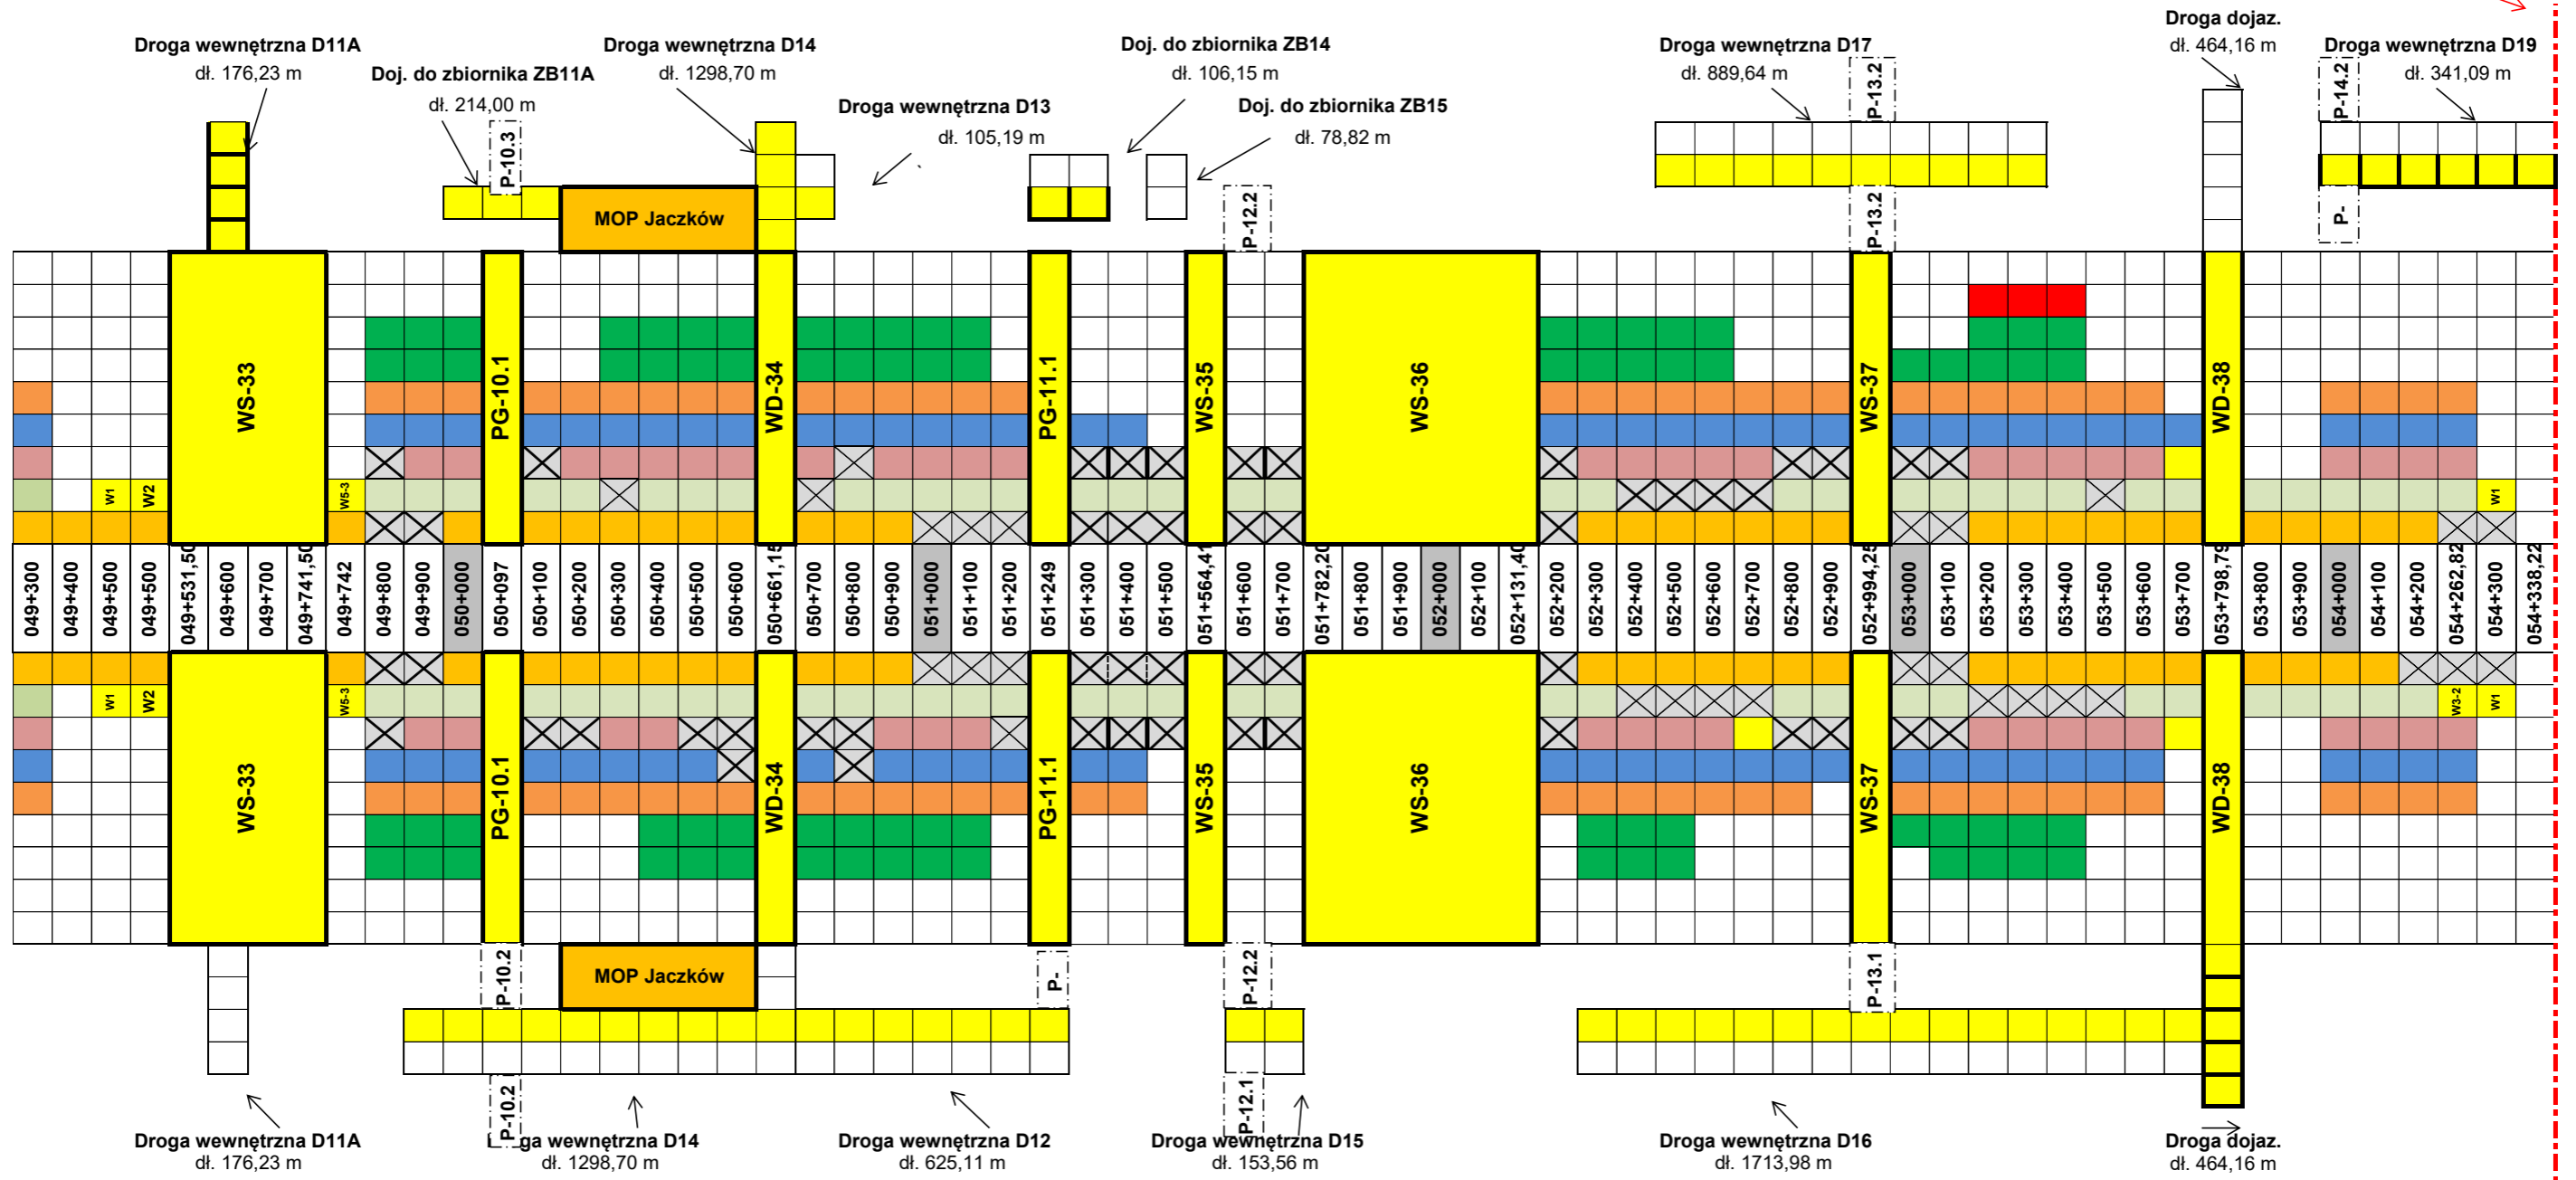 Droga wewnętrzna D11A
dł. 176,23 m
Doj. do zbiornika ZB11A
dł. 214,00 m
Droga wewnętrzna D14
dł. 1298,70 m
Droga wewnętrzna D13
dł. 105,19 m
Doj. do zbiornika ZB14
dł. 106,15 m
Doj. do zbiornika ZB15
dł. 78,82 m
Droga wewnętrzna D17
dł. 889,64 m
Droga dojaz.
dł. 464,16 m
Droga wewnętrzna D19
dł. 341,09 m
P-10.3
P-12.2
P-13.2
P-13.2
P-14.2
P-
MOP Jaczków
WS-33
PG-10.1
WD-34
PG-11.1
WS-35
WS-36
WS-37
WD-38
W1
W2
W5-3
W1
049+300
049+400
049+500
049+500
049+531,50
049+600
049+700
049+741,50
049+742
049+800
049+900
050+000
050+097
050+100
050+200
050+300
050+400
050+500
050+600
050+661,15
050+700
050+800
050+900
051+000
051+100
051+200
051+249
051+300
051+400
051+500
051+564,41
051+600
051+700
051+782,20
051+800
051+900
052+000
052+100
052+131,40
052+200
052+300
052+400
052+500
052+600
052+700
052+800
052+900
052+994,25
053+000
053+100
053+200
053+300
053+400
053+500
053+600
053+700
053+798,79
053+800
053+900
054+000
054+100
054+200
054+262,82
054+300
054+338,22
W1
W2
W5-3
W3-2
W1
WS-33
PG-10.1
WD-34
PG-11.1
WS-35
WS-36
WS-37
WD-38
MOP Jaczków
P-10.2
P-
P-12.2
P-13.1
P-10.2
P-12.1
Droga wewnętrzna D11A
dł. 176,23 m
ga wewnętrzna D14
dł. 1298,70 m
Droga wewnętrzna D12
dł. 625,11 m
Droga wewnętrzna D15
dł. 153,56 m
Droga wewnętrzna D16
dł. 1713,98 m
Droga dojaz.
dł. 464,16 m